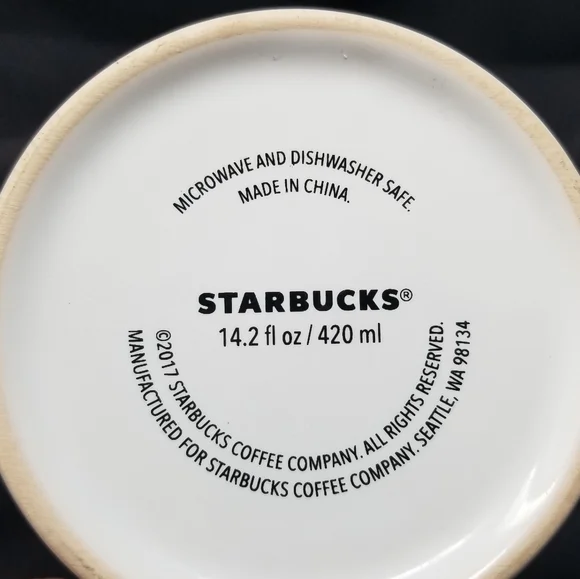 MICROWAVE AND DISHWASHER SAFE.
MADE IN CHINA.
STARBUCKS®
14.2 fl oz / 420 ml
©2017 STARBUCKS COFFEE COMPANY. ALL RIGHTS RESERVED.
MANUFACTURED FOR STARBUCKS COFFEE COMPANY. SEATTLE, WA 98134